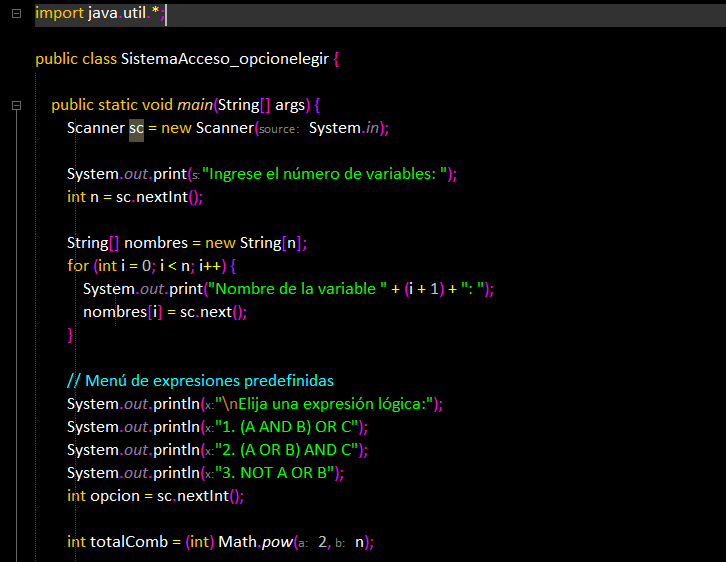 import java.util.*;
public class SistemaAcceso_opcionelegir {
public static void main(String[] args) {
Scanner sc = new Scanner(source: System.in);
System.out.print(s:"Ingrese el número de variables: ");
int n = sc.nextInt();
String[] nombres = new String[n];
for (int i = 0; i < n; i++) {
System.out.print("Nombre de la variable " + (i + 1) + ": ");
nombres[i] = sc.next();
}
// Menú de expresiones predefinidas
System.out.println(x:"\nElija una expresión lógica:");
System.out.println(x:"1. (A AND B) OR C");
System.out.println(x:"2. (A OR B) AND C");
System.out.println(x:"3. NOT A OR B");
int opcion = sc.nextInt();
int totalComb = (int) Math.pow(a: 2, b: n);